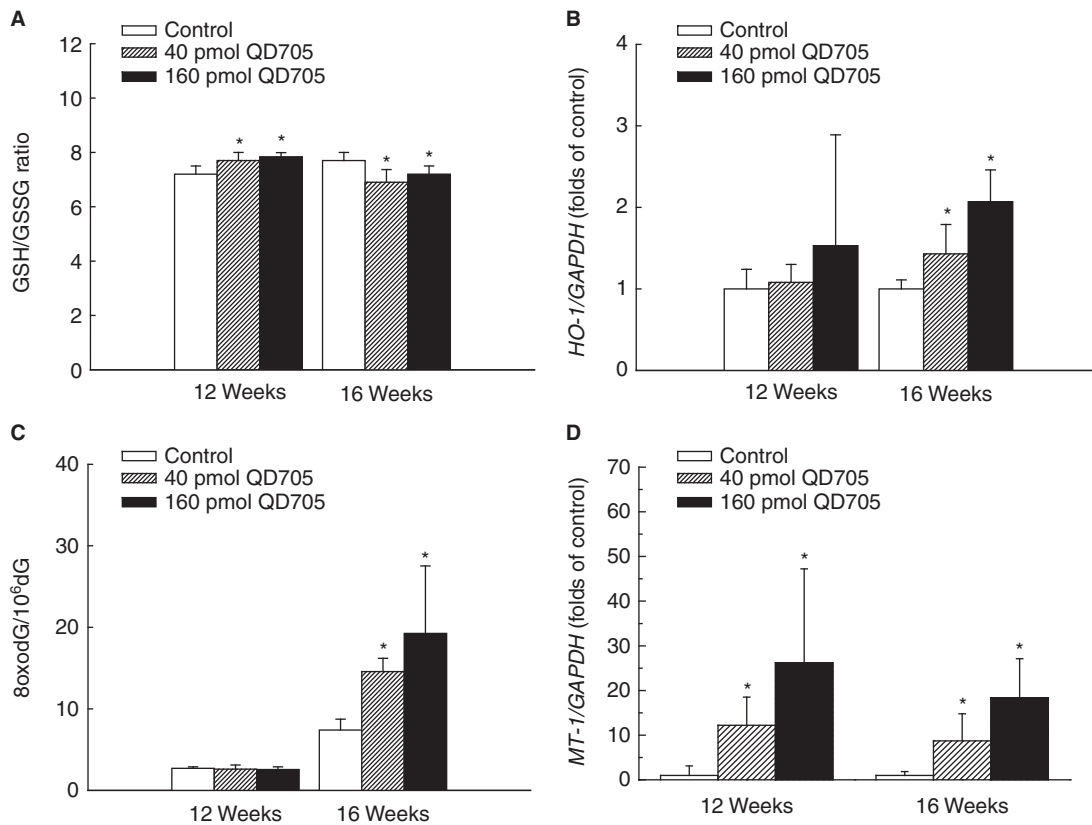 A
Control
40 pmol QD705
160 pmol QD705
12
10
8
6
4
2
0
GSH/GSSG ratio
* * * *
12 Weeks 16 Weeks
B
Control
40 pmol QD705
160 pmol QD705
4
3
2
1
0
HO-1/GAPDH (folds of control)
* *
12 Weeks 16 Weeks
C
Control
40 pmol QD705
160 pmol QD705
40
30
20
10
0
8oxodG/10⁶dG
* *
12 Weeks 16 Weeks
D
Control
40 pmol QD705
160 pmol QD705
70
60
50
40
30
25
20
10
0
MT-1/GAPDH (folds of control)
* * * *
12 Weeks 16 Weeks